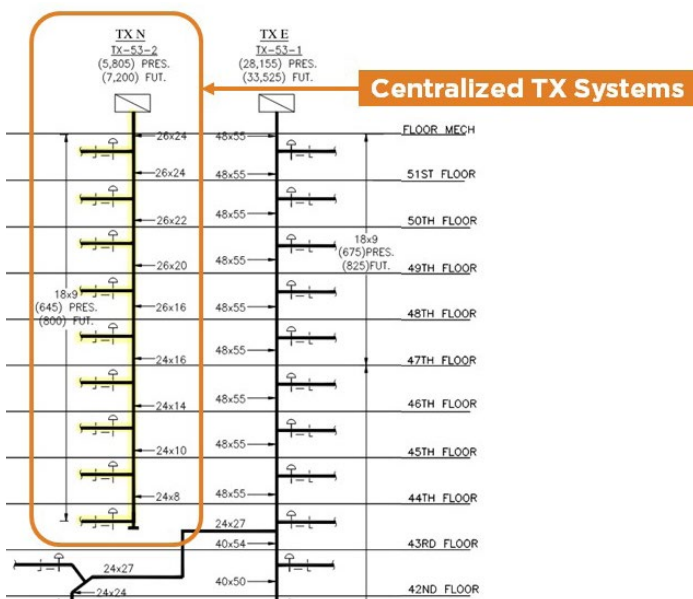 TX N
TX-53-2
(5,805) PRES.
(7,200) FUT.
TX E
TX-53-1
(28,155) PRES.
(33,525) FUT.
Centralized TX Systems
26x24
48x55
FLOOR MECH
26x24
48x55
51ST FLOOR
26x22
48x55
50TH FLOOR
18x9
(675)PRES.
(825)FUT.
26x20
48x55
49TH FLOOR
18x9
(645) PRES.
(800) FUT.
26x16
48x55
48TH FLOOR
24x16
48x55
47TH FLOOR
24x14
48x55
46TH FLOOR
24x10
48x55
45TH FLOOR
24x8
48x55
44TH FLOOR
24x27
40x54
43RD FLOOR
24x27
24x24
40x50
42ND FLOOR